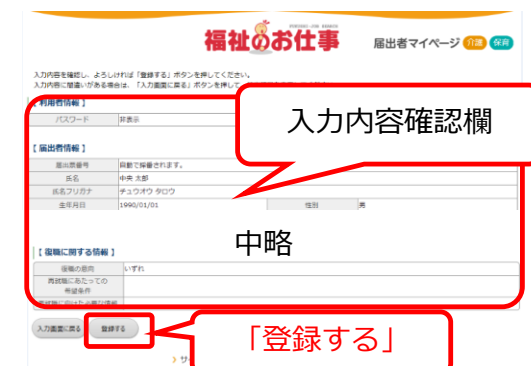 福祉のお仕事
届出者マイページ 介護 保育
入力内容を確認し、よろしければ「登録する」ボタンを押してください。
入力内容に間違いがある場合は、「入力画面に戻る」ボタンを押して
【 利用者情報 】
パスワード 非表示
入力内容確認欄
【 届出者情報 】
届出票番号 自動で採番されます。
氏名 中央 太郎
氏名フリガナ チュウオウ タロウ
生年月日 1990/01/01 性別 男
中略
【 復職に関する情報 】
復職の意向 いずれ
再就職にあたっての
希望条件
入力画面に戻る 登録する
「登録する」